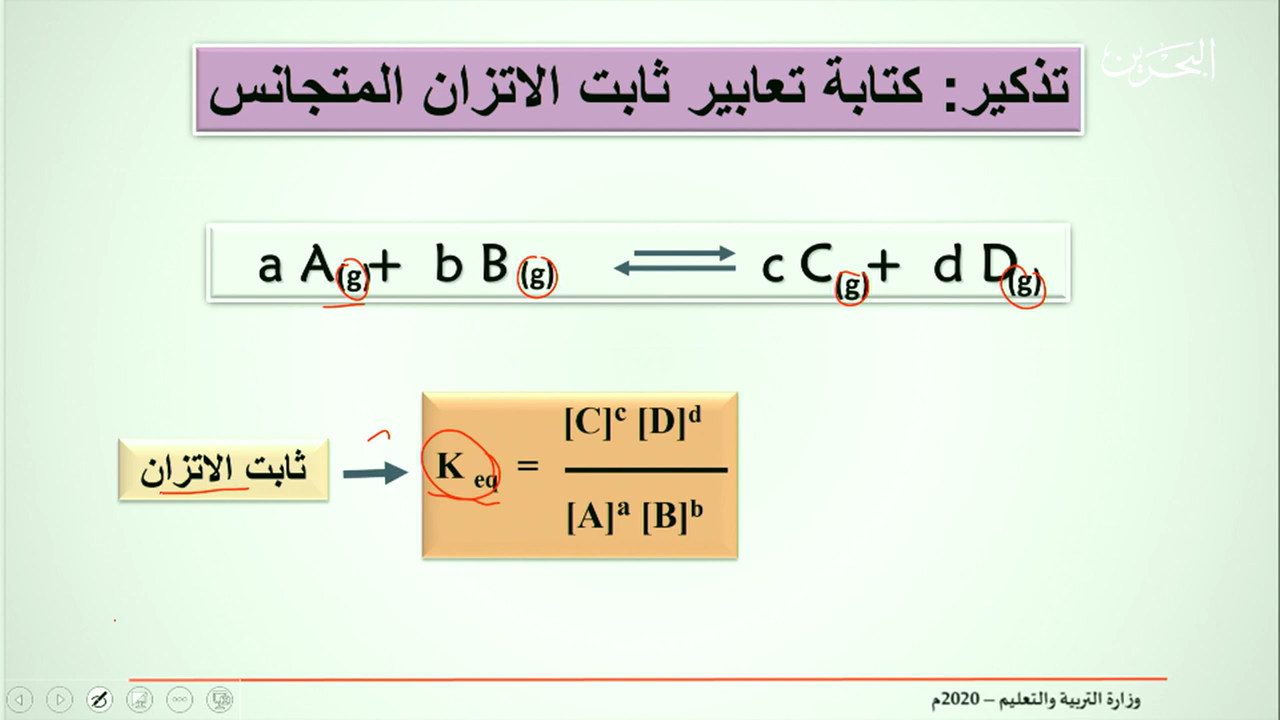 البحرين
تذكير: كتابة تعابير ثابت الاتزان المتجانس
a A(g)+ b B (g) ⇄ c C(g)+ d D(g)
ثابت الاتزان → K eq = [C]ᶜ [D]ᵈ
[A]ᵃ [B]ᵇ
وزارة التربية والتعليم – 2020م